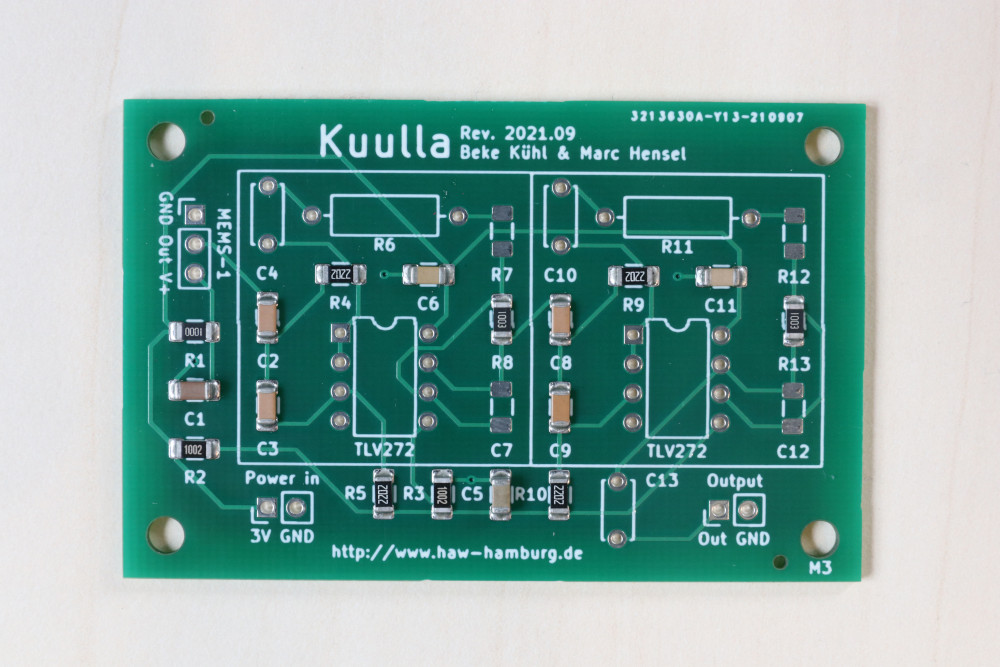 3213630A-Y13-210907
Kuulla
Rev. 2021.09
Beke Kühl & Marc Hensel
GND Out V+
MEMS-1
C4
R6
R7
C10
R11
R12
2022
R4
C6
2022
R9
C11
1003
1003
0001
R1
C2
R8
C8
R13
C1
C3
TLV272
C7
C9
TLV272
C12
1002
R2
Power in
R5
2022
R3
1002
C5
R10
2202
C13
Output
3V GND
Out GND
http://www.haw-hamburg.de
M3